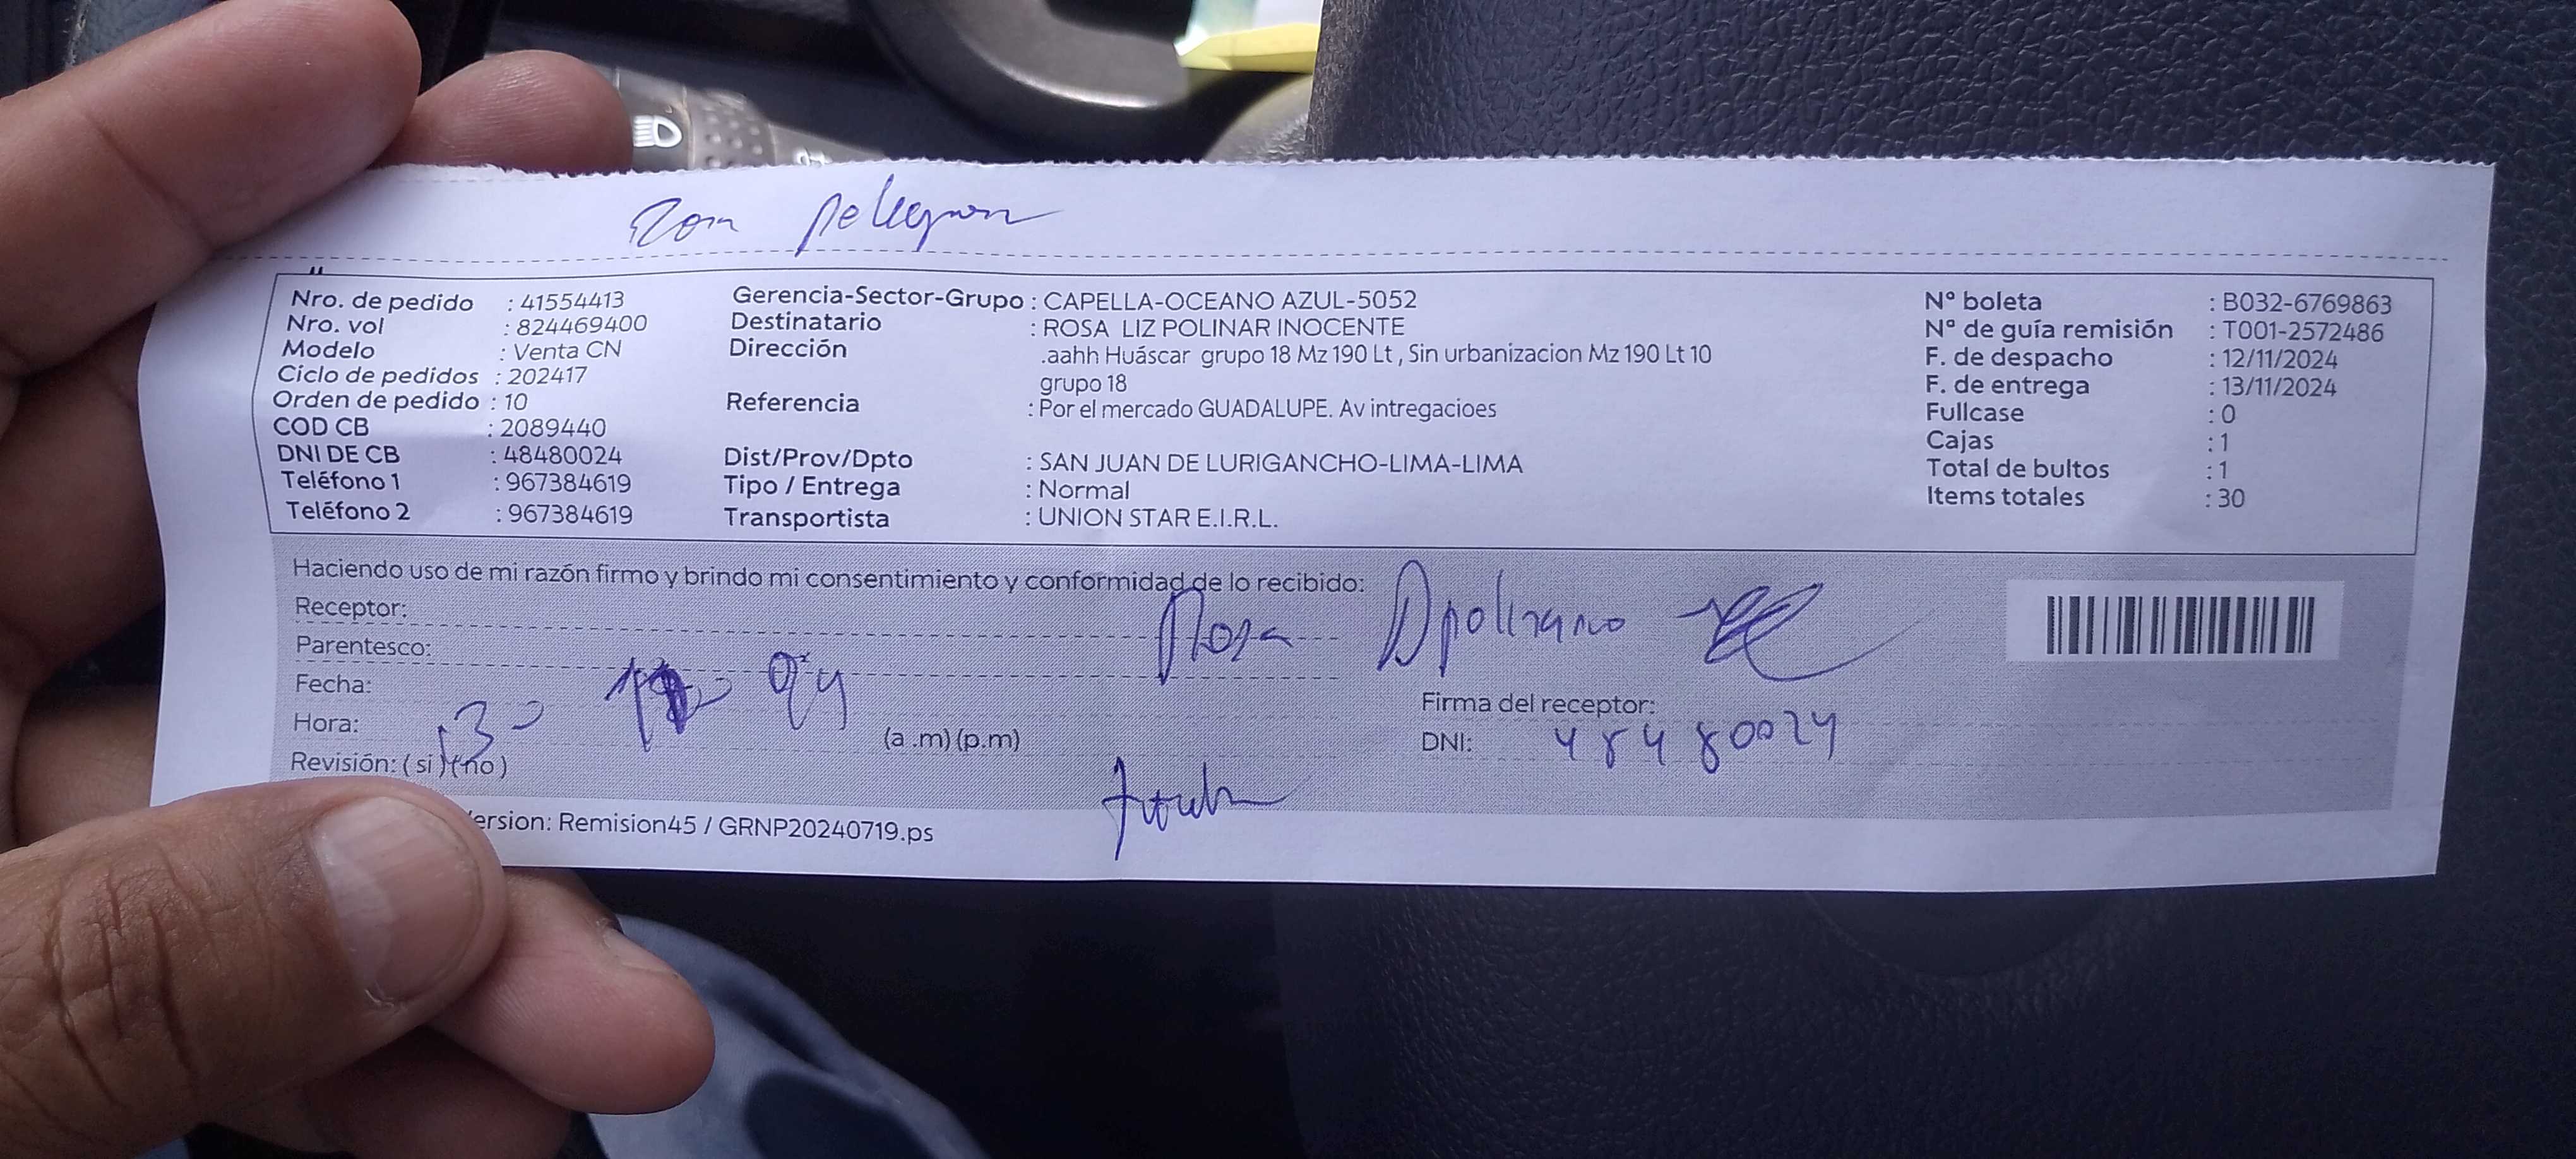 Nro. de pedido : 41554413
Nro. vol : 824469400
Modelo : Venta CN
Ciclo de pedidos : 202417
Orden de pedido : 10
COD CB : 2089440
DNI DE CB : 48480024
Teléfono 1 : 967384619
Teléfono 2 : 967384619
Gerencia-Sector-Grupo : CAPELLA-OCEANO AZUL-5052
Destinatario : ROSA LIZ POLINAR INOCENTE
Dirección .aahh Huáscar grupo 18 Mz 190 Lt , Sin urbanizacion Mz 190 Lt 10
grupo 18
Referencia : Por el mercado GUADALUPE. Av intregacioes
Dist/Prov/Dpto : SAN JUAN DE LURIGANCHO-LIMA-LIMA
Tipo / Entrega : Normal
Transportista : UNION STAR E.I.R.L.
N° boleta : B032-6769863
N° de guía remisión : T001-2572486
F. de despacho : 12/11/2024
F. de entrega : 13/11/2024
Fullcase : 0
Cajas : 1
Total de bultos : 1
Items totales : 30
Haciendo uso de mi razón firmo y brindo mi consentimiento y conformidad de lo recibido:
Receptor: Rosa Apolinario
Parentesco:
Fecha: 13-
Hora: (a .m) (p.m)
Revisión: ( si ) ( no )
Firma del receptor:
DNI: 48480024
ersion: Remision45 / GRNP20240719.ps